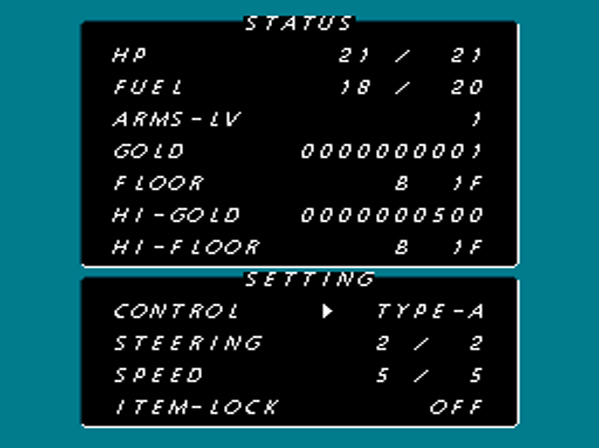 STATUS
HP 21 / 21
FUEL 18 / 20
ARMS-LV 1
GOLD 0000000001
FLOOR B 1F
HI-GOLD 0000000500
HI-FLOOR B 1F
SETTING
CONTROL ▶ TYPE-A
STEERING 2 / 2
SPEED 5 / 5
ITEM-LOCK OFF